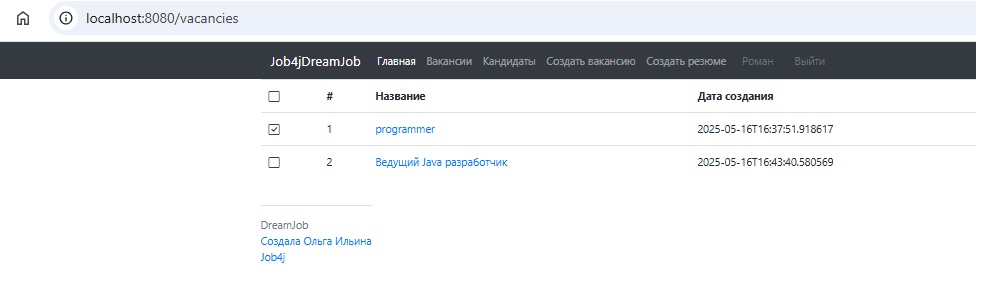 localhost:8080/vacancies
Job4jDreamJob Главная Вакансии Кандидаты Создать вакансию Создать резюме Роман Выйти
# Название Дата создания
1 programmer 2025-05-16T16:37:51.918617
2 Ведущий Java разработчик 2025-05-16T16:43:40.580569
DreamJob
Создала Ольга Ильина
Job4j